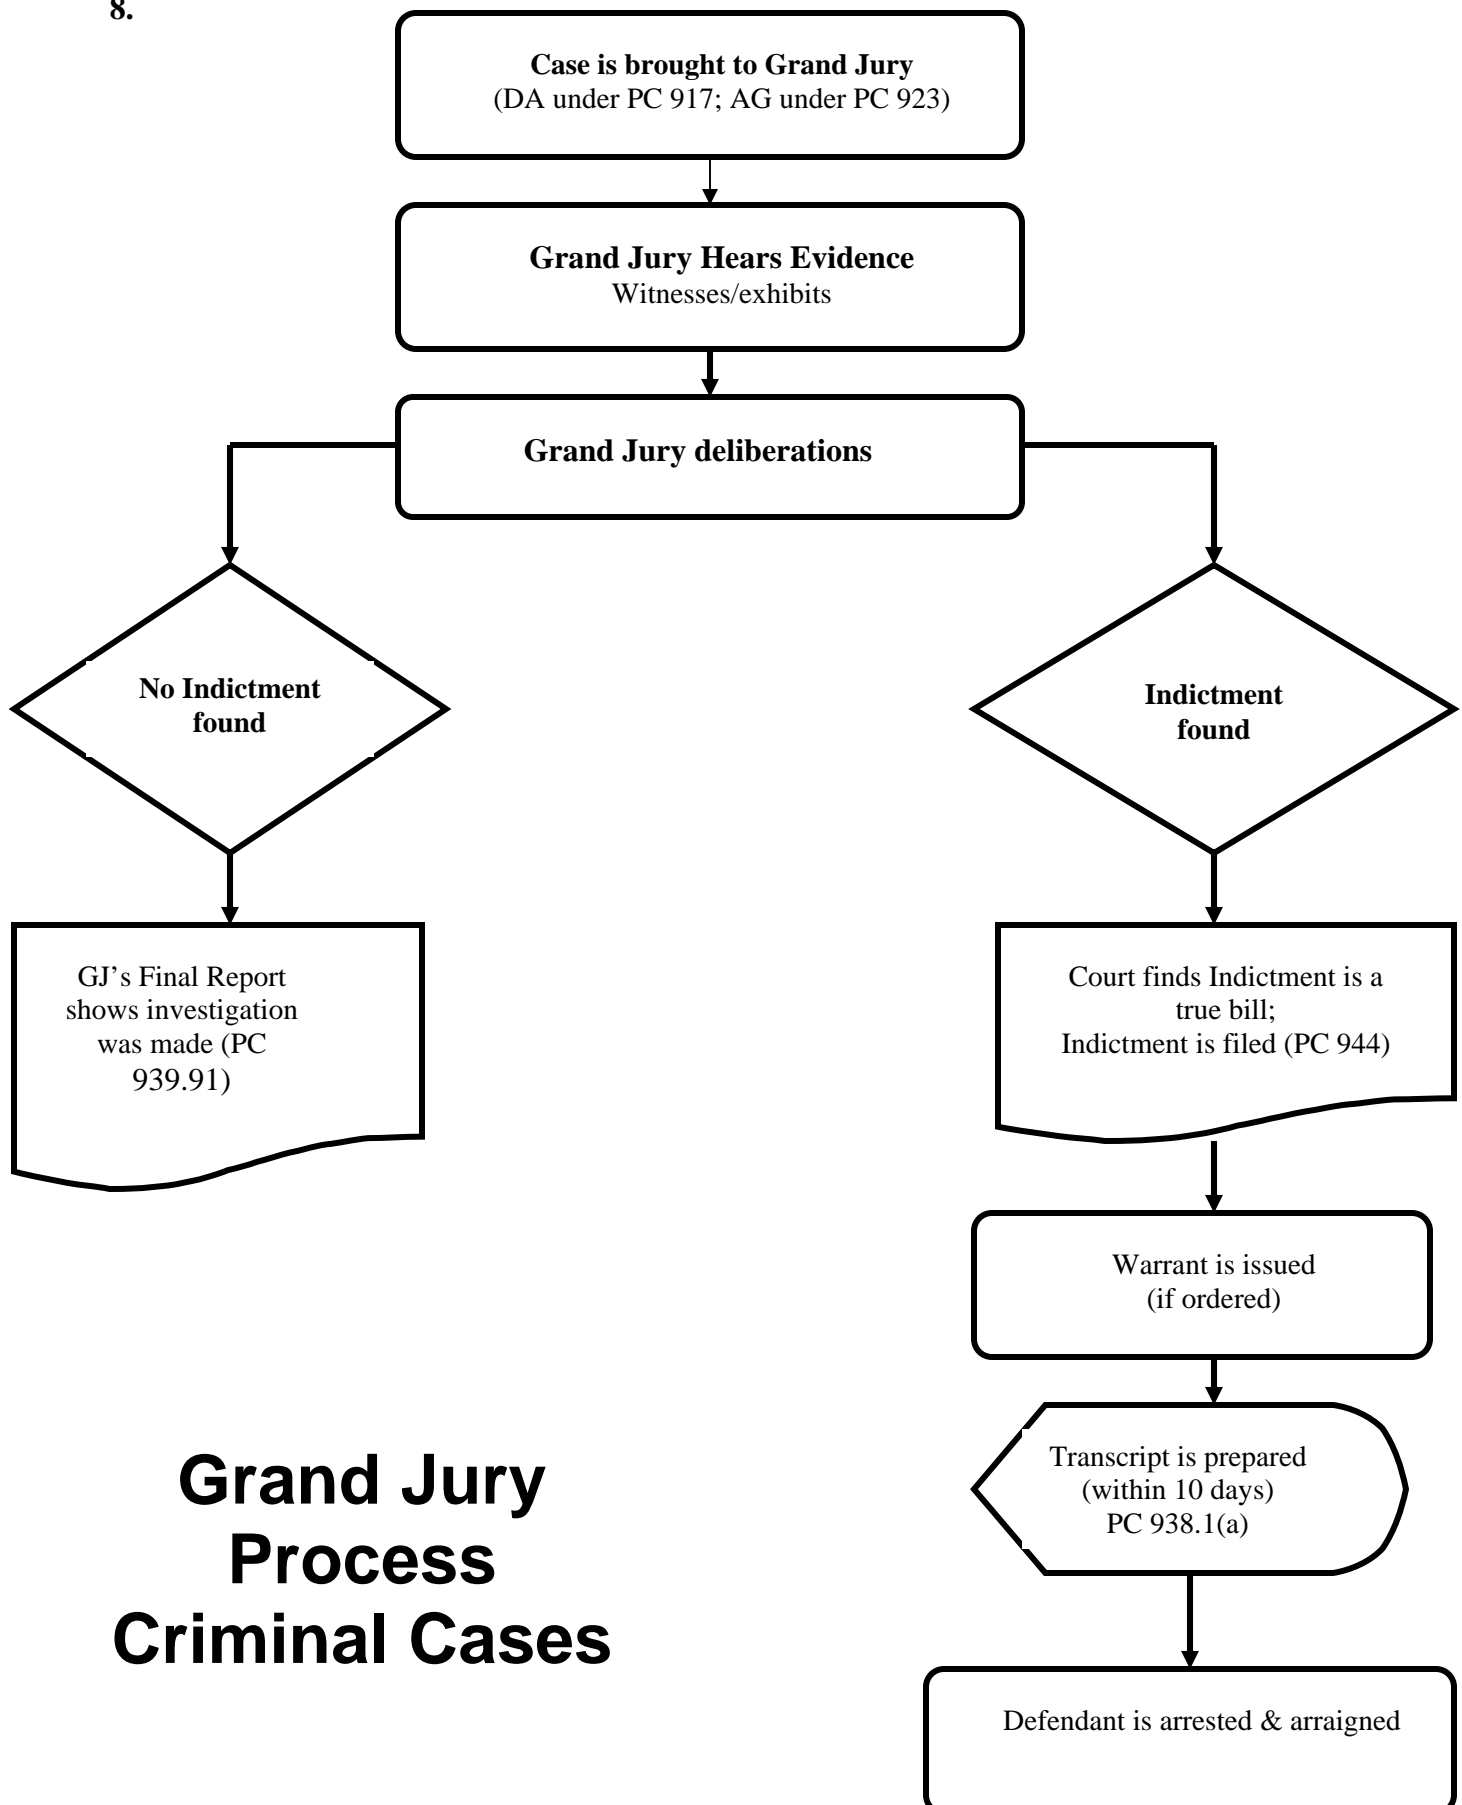 8.
Case is brought to Grand Jury
(DA under PC 917; AG under PC 923)
Grand Jury Hears Evidence
Witnesses/exhibits
Grand Jury deliberations
No Indictment
found
Indictment
found
GJ’s Final Report
shows investigation
was made (PC
939.91)
Court finds Indictment is a
true bill;
Indictment is filed (PC 944)
Warrant is issued
(if ordered)
Transcript is prepared
(within 10 days)
PC 938.1(a)
Grand Jury
Process
Criminal Cases
Defendant is arrested & arraigned